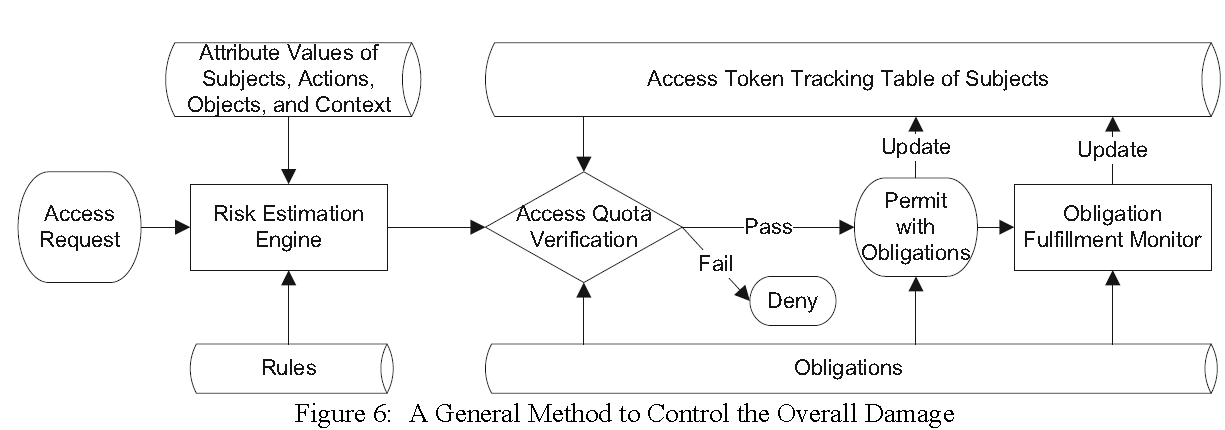 Attribute Values of
Subjects, Actions,
Objects, and Context
Access Token Tracking Table of Subjects
Update
Update
Access
Request
Risk Estimation
Engine
Access Quota
Verification
Pass
Fail
Deny
Permit
with
Obligations
Obligation
Fulfillment Monitor
Rules
Obligations
Figure 6: A General Method to Control the Overall Damage